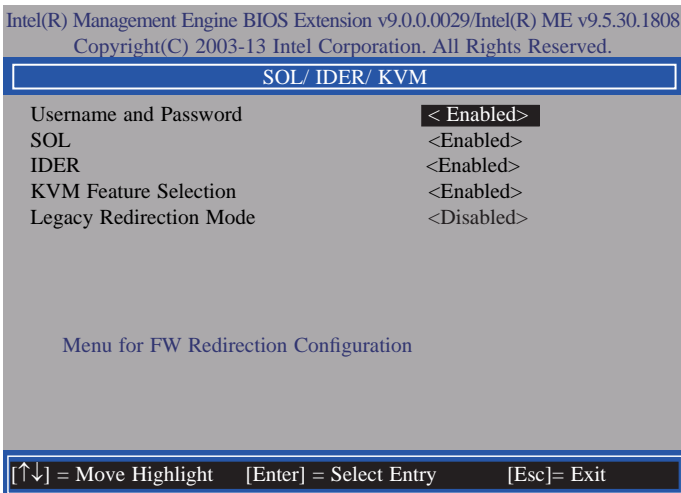 Intel(R) Management Engine BIOS Extension v9.0.0.0029/Intel(R) ME v9.5.30.1808
Copyright(C) 2003-13 Intel Corporation. All Rights Reserved.
SOL/ IDER/ KVM
Username and Password < Enabled>
SOL <Enabled>
IDER <Enabled>
KVM Feature Selection <Enabled>
Legacy Redirection Mode <Disabled>
Menu for FW Redirection Configuration
[↑↓] = Move Highlight [Enter] = Select Entry [Esc]= Exit